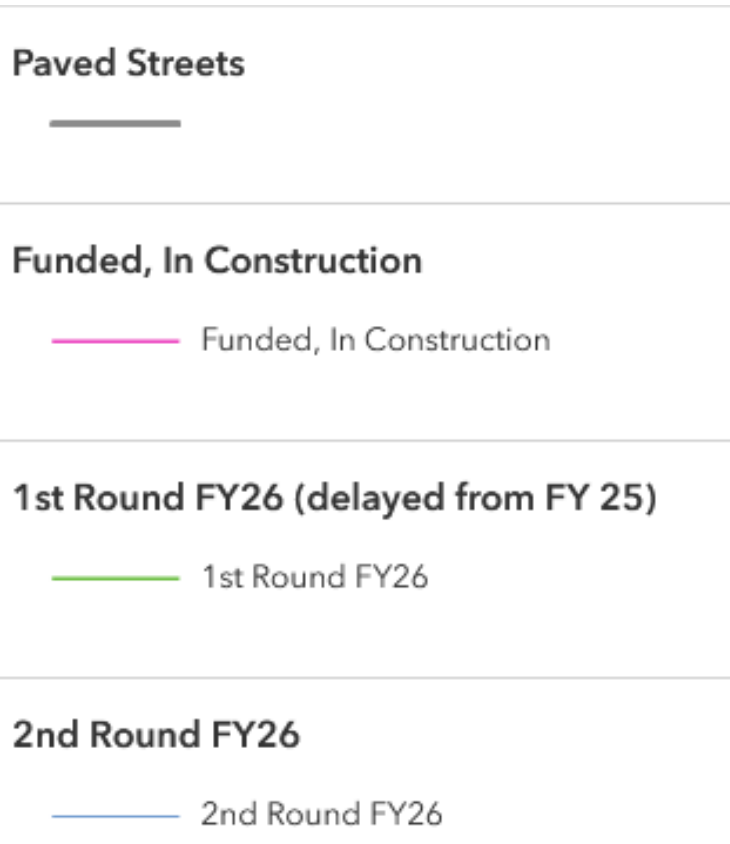 Paved Streets
Funded, In Construction
Funded, In Construction
1st Round FY26 (delayed from FY 25)
1st Round FY26
2nd Round FY26
2nd Round FY26